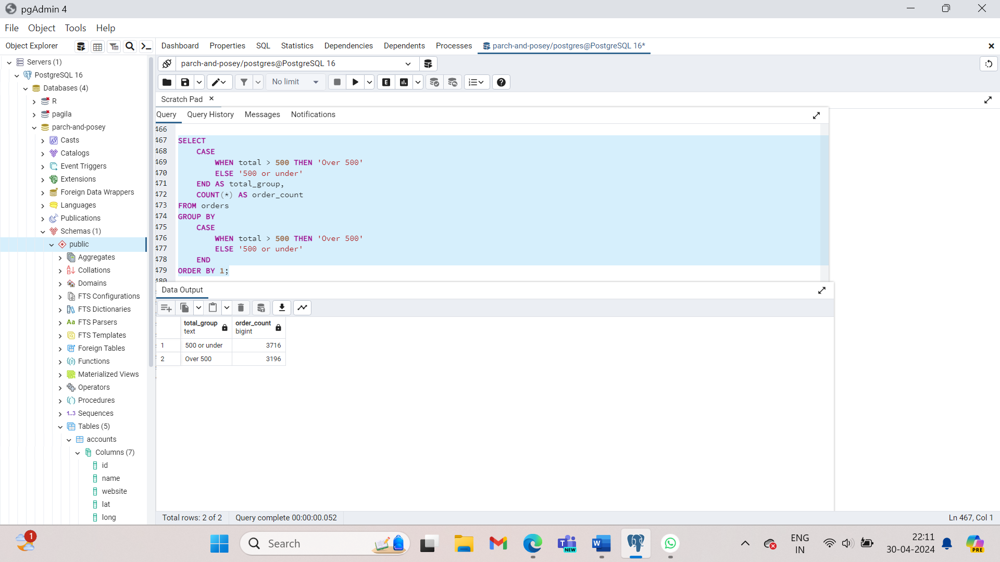 pgAdmin 4
File Object Tools Help
Object Explorer
Dashboard Properties SQL Statistics Dependencies Dependents Processes parch-and-posey/postgres@PostgreSQL 16*
Servers (1)
PostgreSQL 16
Databases (4)
R
pagila
parch-and-posey
Casts
Catalogs
Event Triggers
Extensions
Foreign Data Wrappers
Languages
Publications
Schemas (1)
public
Aggregates
Collations
Domains
FTS Configurations
FTS Dictionaries
Aa FTS Parsers
FTS Templates
Foreign Tables
Functions
Materialized Views
Operators
Procedures
1..3 Sequences
Tables (5)
accounts
Columns (7)
id
name
website
lat
long
parch-and-posey/postgres@PostgreSQL 16
No limit
E
Scratch Pad
Query Query History Messages Notifications
466
467 SELECT
468 CASE
469 WHEN total > 500 THEN 'Over 500'
470 ELSE '500 or under'
471 END AS total_group,
472 COUNT(*) AS order_count
473 FROM orders
474 GROUP BY
475 CASE
476 WHEN total > 500 THEN 'Over 500'
477 ELSE '500 or under'
478 END
479 ORDER BY 1;
480
Data Output
total_group text order_count bigint
1 500 or under 3716
2 Over 500 3196
Total rows: 2 of 2 Query complete 00:00:00.052 Ln 467, Col 1
1
Search
NEW
ENG
IN
22:11
30-04-2024
PRE